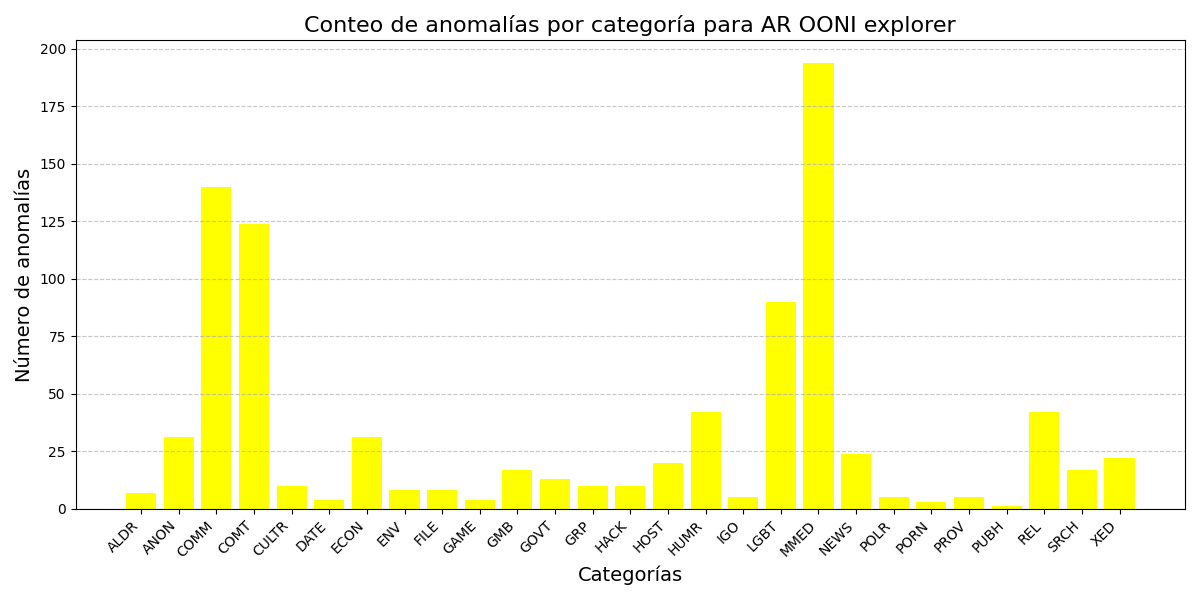 Conteo de anomalías por categoría para AR OONI explorer
Número de anomalías
200
175
150
125
100
75
50
25
0
ALDR
ANON
COMM
COMT
CULTR
DATE
ECON
ENV
FILE
GAME
GMB
GOVT
GRP
HACK
HOST
HUMR
IGO
LGBT
MMED
NEWS
POLR
PORN
PROV
PUBH
REL
SRCH
XED
Categorías